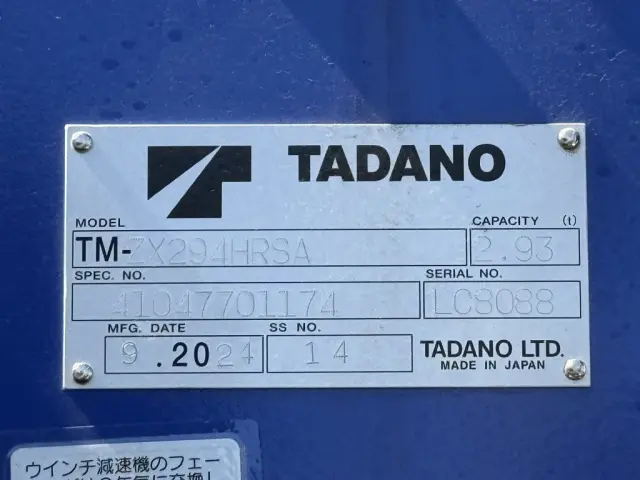 TADANO
MODEL
CAPACITY (t)
TM-ZX294HRSA
2.93
SPEC. NO.
SERIAL NO.
41047701174
LC8088
MFG. DATE
SS NO.
9 .2024
14
TADANO LTD.
MADE IN JAPAN
ウインチ減速機のフェー